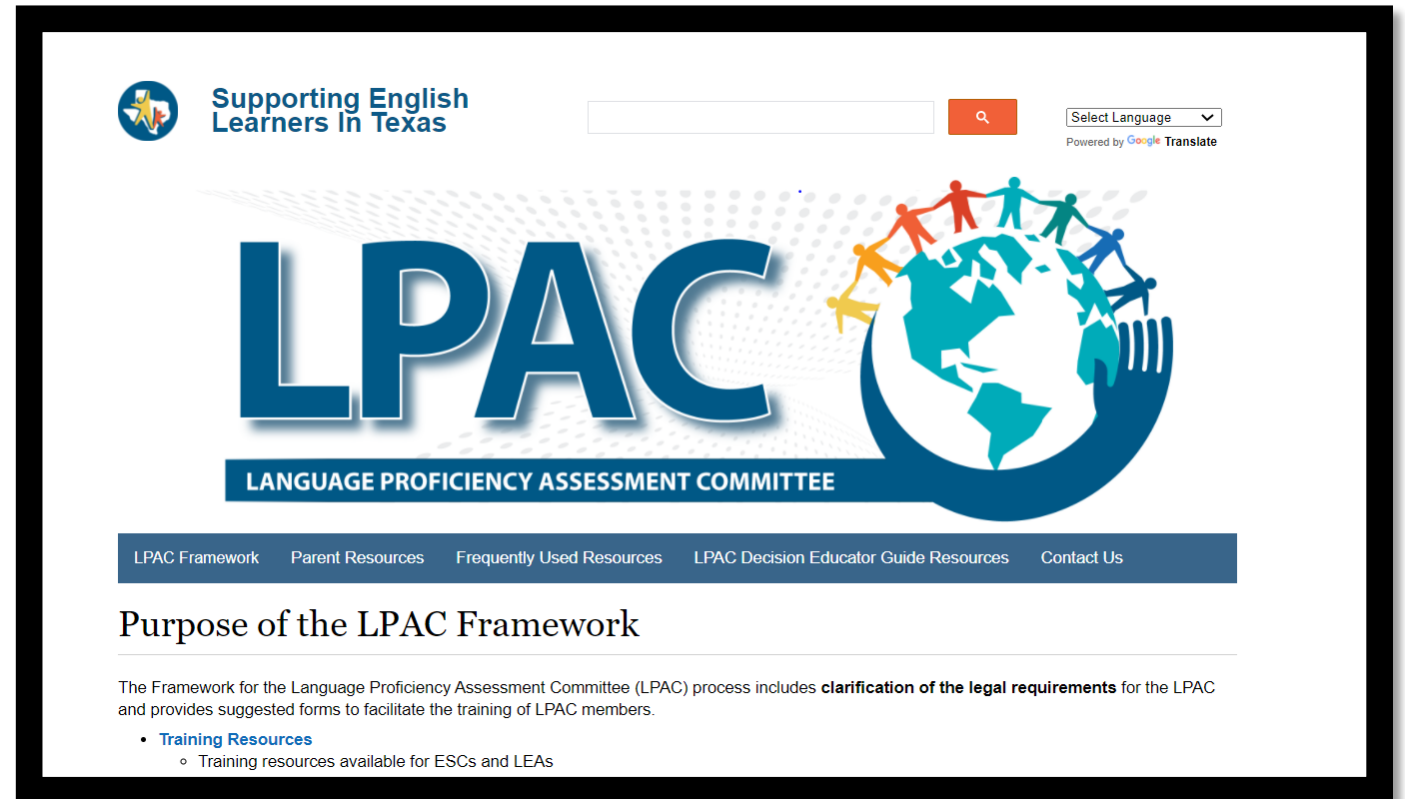 Supporting English
Learners In Texas
Select Language
Powered by Google Translate
LPAC
LANGUAGE PROFICIENCY ASSESSMENT COMMITTEE
LPAC Framework Parent Resources Frequently Used Resources LPAC Decision Educator Guide Resources Contact Us
Purpose of the LPAC Framework
The Framework for the Language Proficiency Assessment Committee (LPAC) process includes clarification of the legal requirements for the LPAC
and provides suggested forms to facilitate the training of LPAC members.
• Training Resources
◦ Training resources available for ESCs and LEAs